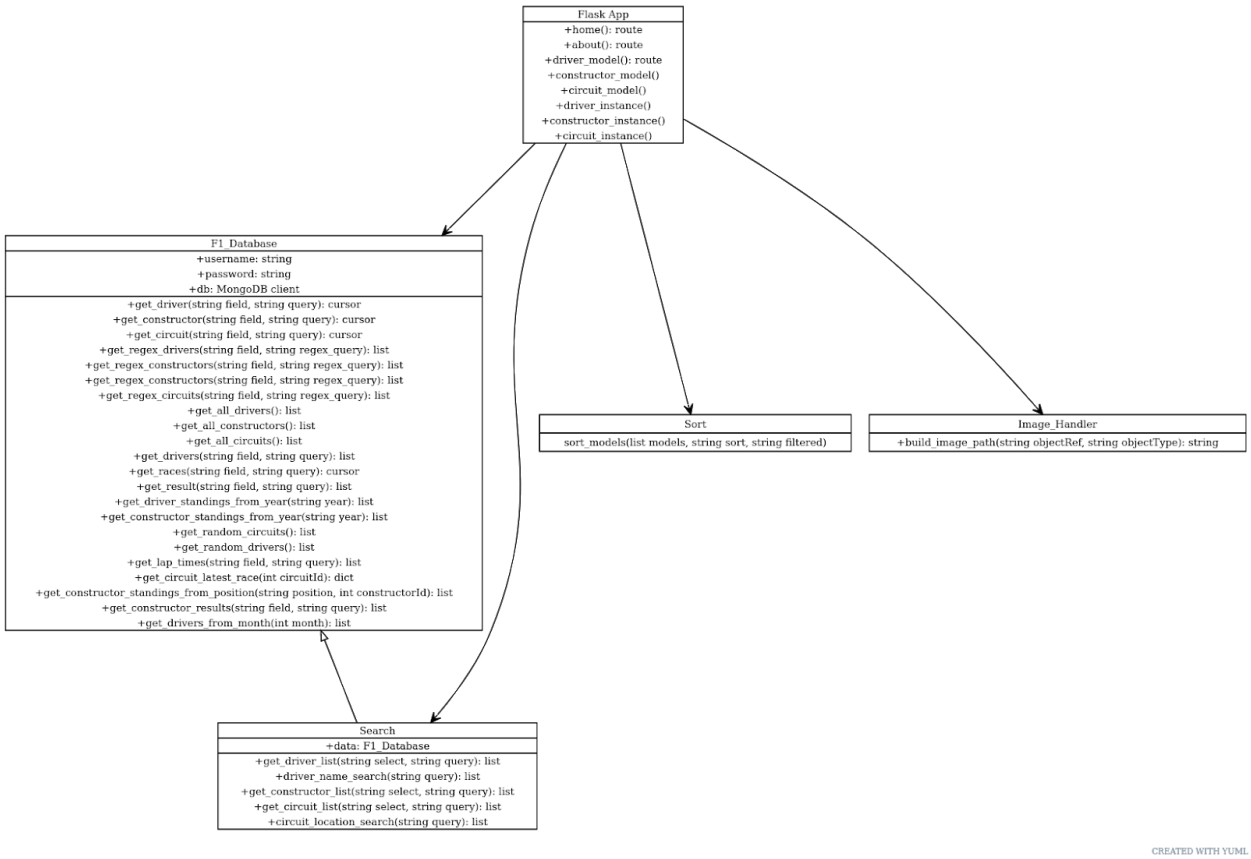 Flask App
+home(): route
+about(): route
+driver_model(): route
+constructor_model()
+circuit_model()
+driver_instance()
+constructor_instance()
+circuit_instance()
F1_Database
+username: string
+password: string
+db: MongoDB client
+get_driver(string field, string query): cursor
+get_constructor(string field, string query): cursor
+get_circuit(string field, string query): cursor
+get_regex_drivers(string field, string regex_query): list
+get_regex_constructors(string field, string regex_query): list
+get_regex_constructors(string field, string regex_query): list
+get_regex_circuits(string field, string regex_query): list
+get_all_drivers(): list
+get_all_constructors(): list
+get_all_circuits(): list
+get_drivers(string field, string query): list
+get_races(string field, string query): cursor
+get_result(string field, string query): list
+get_driver_standings_from_year(string year): list
+get_constructor_standings_from_year(string year): list
+get_random_circuits(): list
+get_random_drivers(): list
+get_lap_times(string field, string query): list
+get_circuit_latest_race(int circuitId): dict
+get_constructor_standings_from_position(string position, int constructorId): list
+get_constructor_results(string field, string query): list
+get_drivers_from_month(int month): list
Sort
sort_models(list models, string sort, string filtered)
Image_Handler
+build_image_path(string objectRef, string objectType): string
Search
+data: F1_Database
+get_driver_list(string select, string query): list
+driver_name_search(string query): list
+get_constructor_list(string select, string query): list
+get_circuit_list(string select, string query): list
+circuit_location_search(string query): list
CREATED WITH YUML